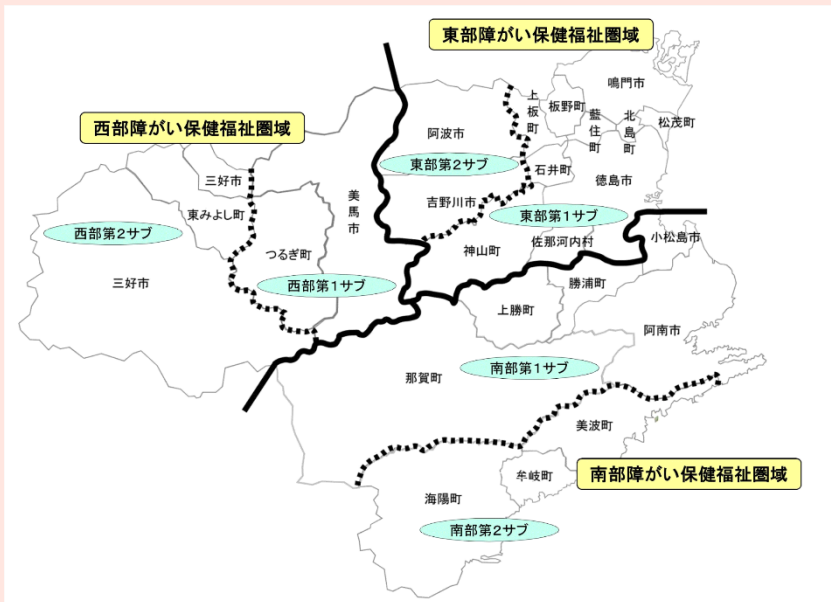 東部障がい保健福祉圏域
鳴門市
上板町
板野町
藍住町
北島町
松茂町
西部障がい保健福祉圏域
阿波市
東部第2サブ
石井町
徳島市
三好市
美馬市
吉野川市
東部第1サブ
東みよし町
西部第2サブ
つるぎ町
神山町
佐那河内村
小松島市
三好市
西部第1サブ
勝浦町
上勝町
阿南市
那賀町
南部第1サブ
美波町
南部障がい保健福祉圏域
牟岐町
海陽町
南部第2サブ